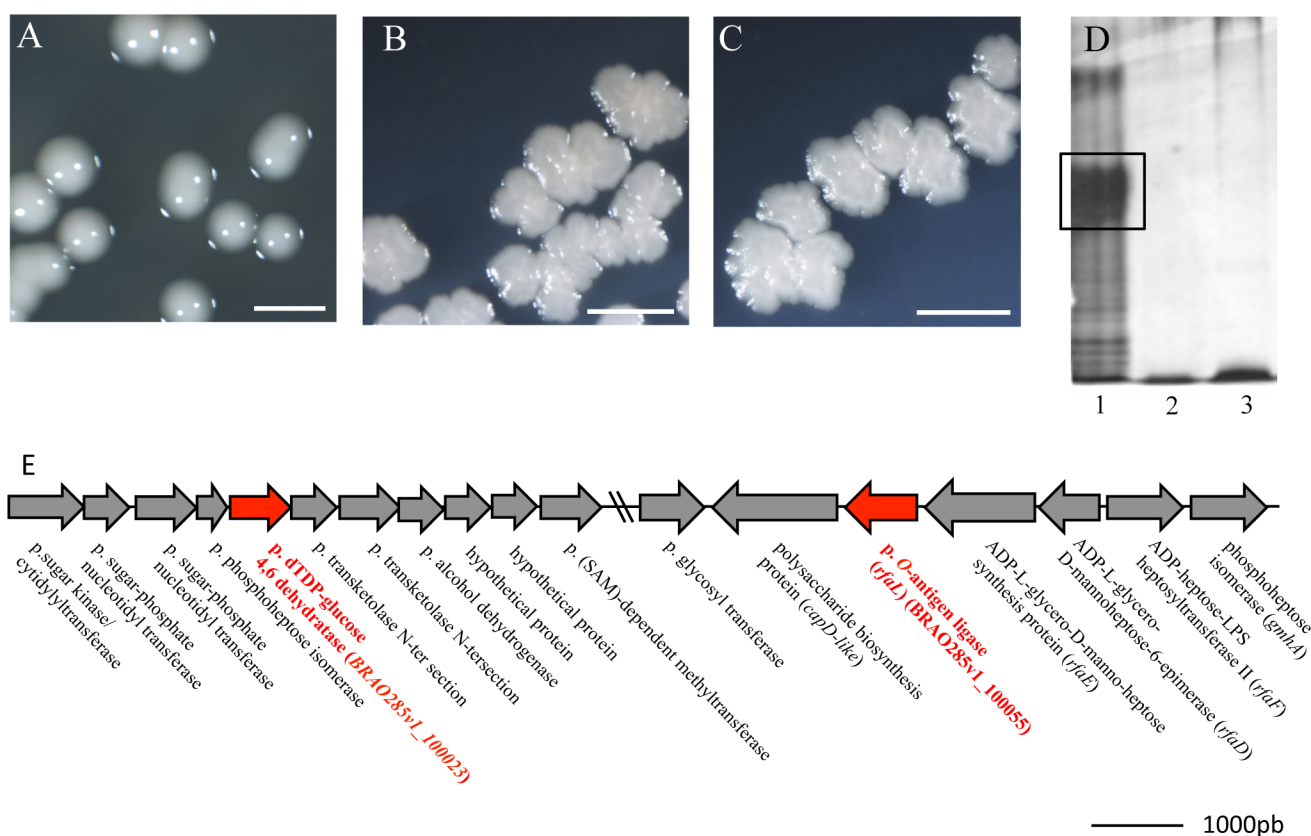 A
B
C
D
1
2
3
E
p.sugar kinase/
cytidylyltransferase
p. sugar-phosphate
nucleotidyl transferase
p. sugar-phosphate
nucleotidyl transferase
p. phosphoheptose isomerase
p. dTDP-glucose
4,6 dehydratase (BRAO285v1_100023)
p. transketolase N-ter section
p. transketolase N-tersection
p. alcohol dehydrogenase
hypothetical protein
hypothetical protein
p. (SAM)-dependent methyltransferase
p. glycosyl transferase
polysaccharide biosynthesis
protein (capD-like)
p. O-antigen ligase
(rfaL) (BRAO285v1_100055)
ADP-L-glycero-D-manno-heptose
synthesis protein (rfaE)
ADP-L-glycero-
D-mannoheptose-6-epimerase (rfaD)
ADP-heptose-LPS
heptosyltransferase II (rfaF)
phosphoheptose
isomerase (gmhA)
1000pb